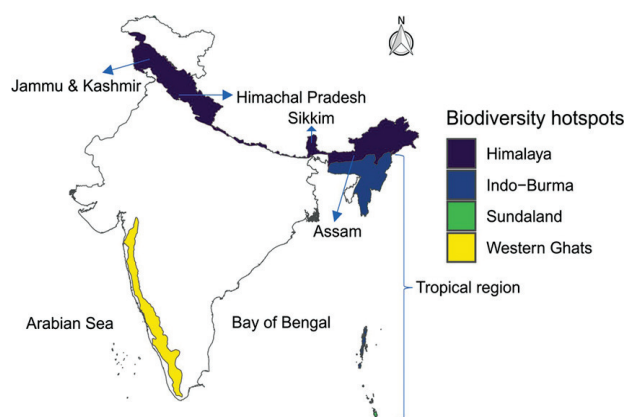 N
Jammu & Kashmir
Himachal Pradesh
Sikkim
Biodiversity hotspots
Himalaya
Indo-Burma
Sundaland
Western Ghats
Assam
Tropical region
Arabian Sea
Bay of Bengal